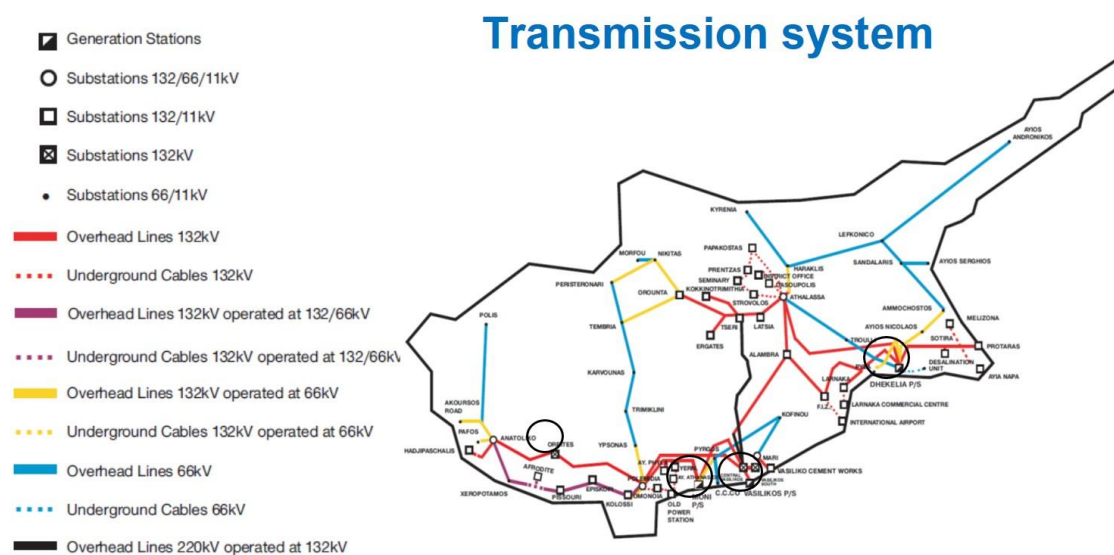 Transmission system
Generation Stations
Substations 132/66/11kV
Substations 132/11kV
Substations 132kV
Substations 66/11kV
Overhead Lines 132kV
Underground Cables 132kV
Overhead Lines 132kV operated at 132/66kV
Underground Cables 132kV operated at 132/66kV
Overhead Lines 132kV operated at 66kV
Underground Cables 132kV operated at 66kV
Overhead Lines 66kV
Underground Cables 66kV
Overhead Lines 220kV operated at 132kV
AYIOS
ANDRONIKOS
KYRENIA
LEFKONICO
PAPAKOSTAS
MORFOU
NIKITAS
SANDALARIS
AYIOS SERGHIOS
PRENTZAS
DISTRICT OFFICE
HARAKLIS
SEMINARY
PERISTERONARI
KOKKINOTRIMITHIA
OROUNTA
STROVOLOS
ATHALASSA
POLIS
TEMBRIA
TSERI
LATSIA
AMMOCHOSTOS
MELIZONA
AYIOS NICOLAOS
SOTIRA
ERGATES
TROULLI
PROTARAS
ALAMBRA
DESALINATION
UNIT
KARVOUNAS
DHEKELIA P/S
AYIA NAPA
LARNAKA
AKOURSOS
ROAD
F.I.Z.
LARNAKA COMMERCIAL CENTRE
TRIMIKLINI
KOFINOU
INTERNATIONAL AIRPORT
PAFOS
ANATOLIKO
ORITES
YPSONAS
PYRGOS
HADJIPASCHALIS
MARI
AFRODITE
VASILIKO CEMENT WORKS
XEROPOTAMOS
PISSOURI
EPISKOPI
KOLOSSI
OMONOIA
OLD
POWER
STATION
MONI
P/S
VASILIKOS P/S